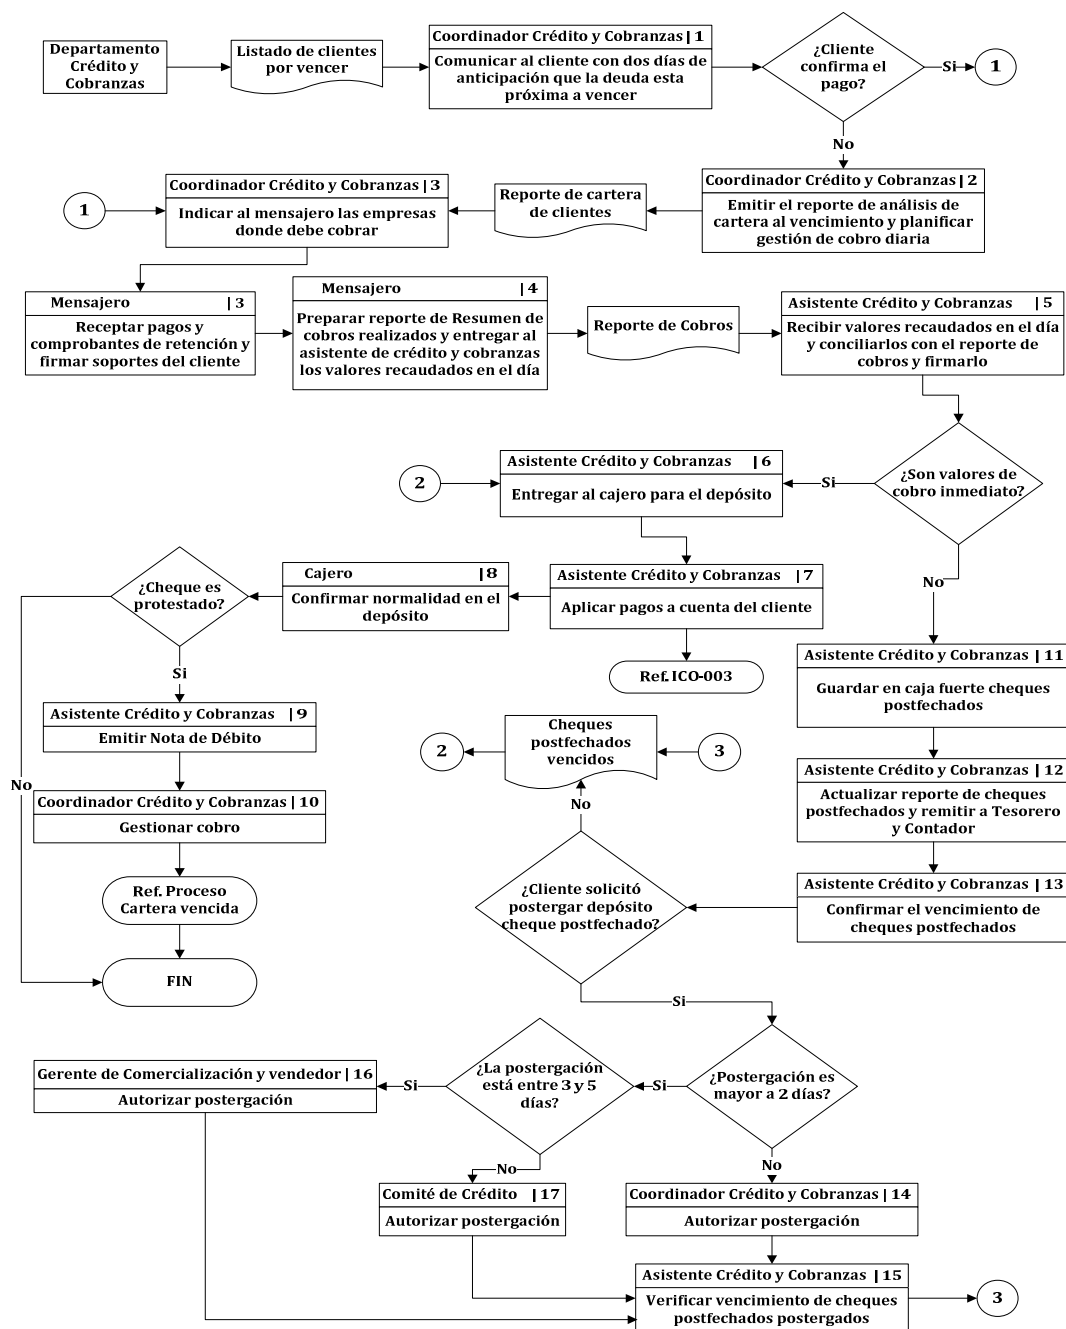 Departamento
Crédito y
Cobranzas
Listado de clientes
por vencer
Coordinador Crédito y Cobranzas | 1
Comunicar al cliente con dos días de
anticipación que la deuda esta
próxima a vencer
¿Cliente
confirma el
pago?
Si
1
No
1
Coordinador Crédito y Cobranzas | 3
Indicar al mensajero las empresas
donde debe cobrar
Reporte de cartera
de clientes
Coordinador Crédito y Cobranzas | 2
Emitir el reporte de análisis de
cartera al vencimiento y planificar
gestión de cobro diaria
Mensajero | 3
Receptar pagos y
comprobantes de retención y
firmar soportes del cliente
Mensajero | 4
Preparar reporte de Resumen de
cobros realizados y entregar al
asistente de crédito y cobranzas
los valores recaudados en el día
Reporte de Cobros
Asistente Crédito y Cobranzas | 5
Recibir valores recaudados en el día
y conciliarlos con el reporte de
cobros y firmarlo
2
Asistente Crédito y Cobranzas | 6
Entregar al cajero para el depósito
Si
¿Son valores de
cobro inmediato?
No
¿Cheque es
protestado?
Cajero | 8
Confirmar normalidad en el
depósito
Asistente Crédito y Cobranzas | 7
Aplicar pagos a cuenta del cliente
Ref. ICO-003
Asistente Crédito y Cobranzas | 11
Guardar en caja fuerte cheques
postfechados
Si
Asistente Crédito y Cobranzas | 9
Emitir Nota de Débito
2
Cheques
postfechados
vencidos
3
No
Asistente Crédito y Cobranzas | 12
Actualizar reporte de cheques
postfechados y remitir a Tesorero
y Contador
Coordinador Crédito y Cobranzas | 10
Gestionar cobro
No
Ref. Proceso
Cartera vencida
¿Cliente solicitó
postergar depósito
cheque postfechado?
Asistente Crédito y Cobranzas | 13
Confirmar el vencimiento de
cheques postfechados
FIN
Si
Gerente de Comercialización y vendedor | 16
Autorizar postergación
Si
¿La postergación
está entre 3 y 5
días?
Si
¿Postergación es
mayor a 2 días?
No
No
Comité de Crédito | 17
Autorizar postergación
Coordinador Crédito y Cobranzas | 14
Autorizar postergación
Asistente Crédito y Cobranzas | 15
Verificar vencimiento de cheques
postfechados postergados
3